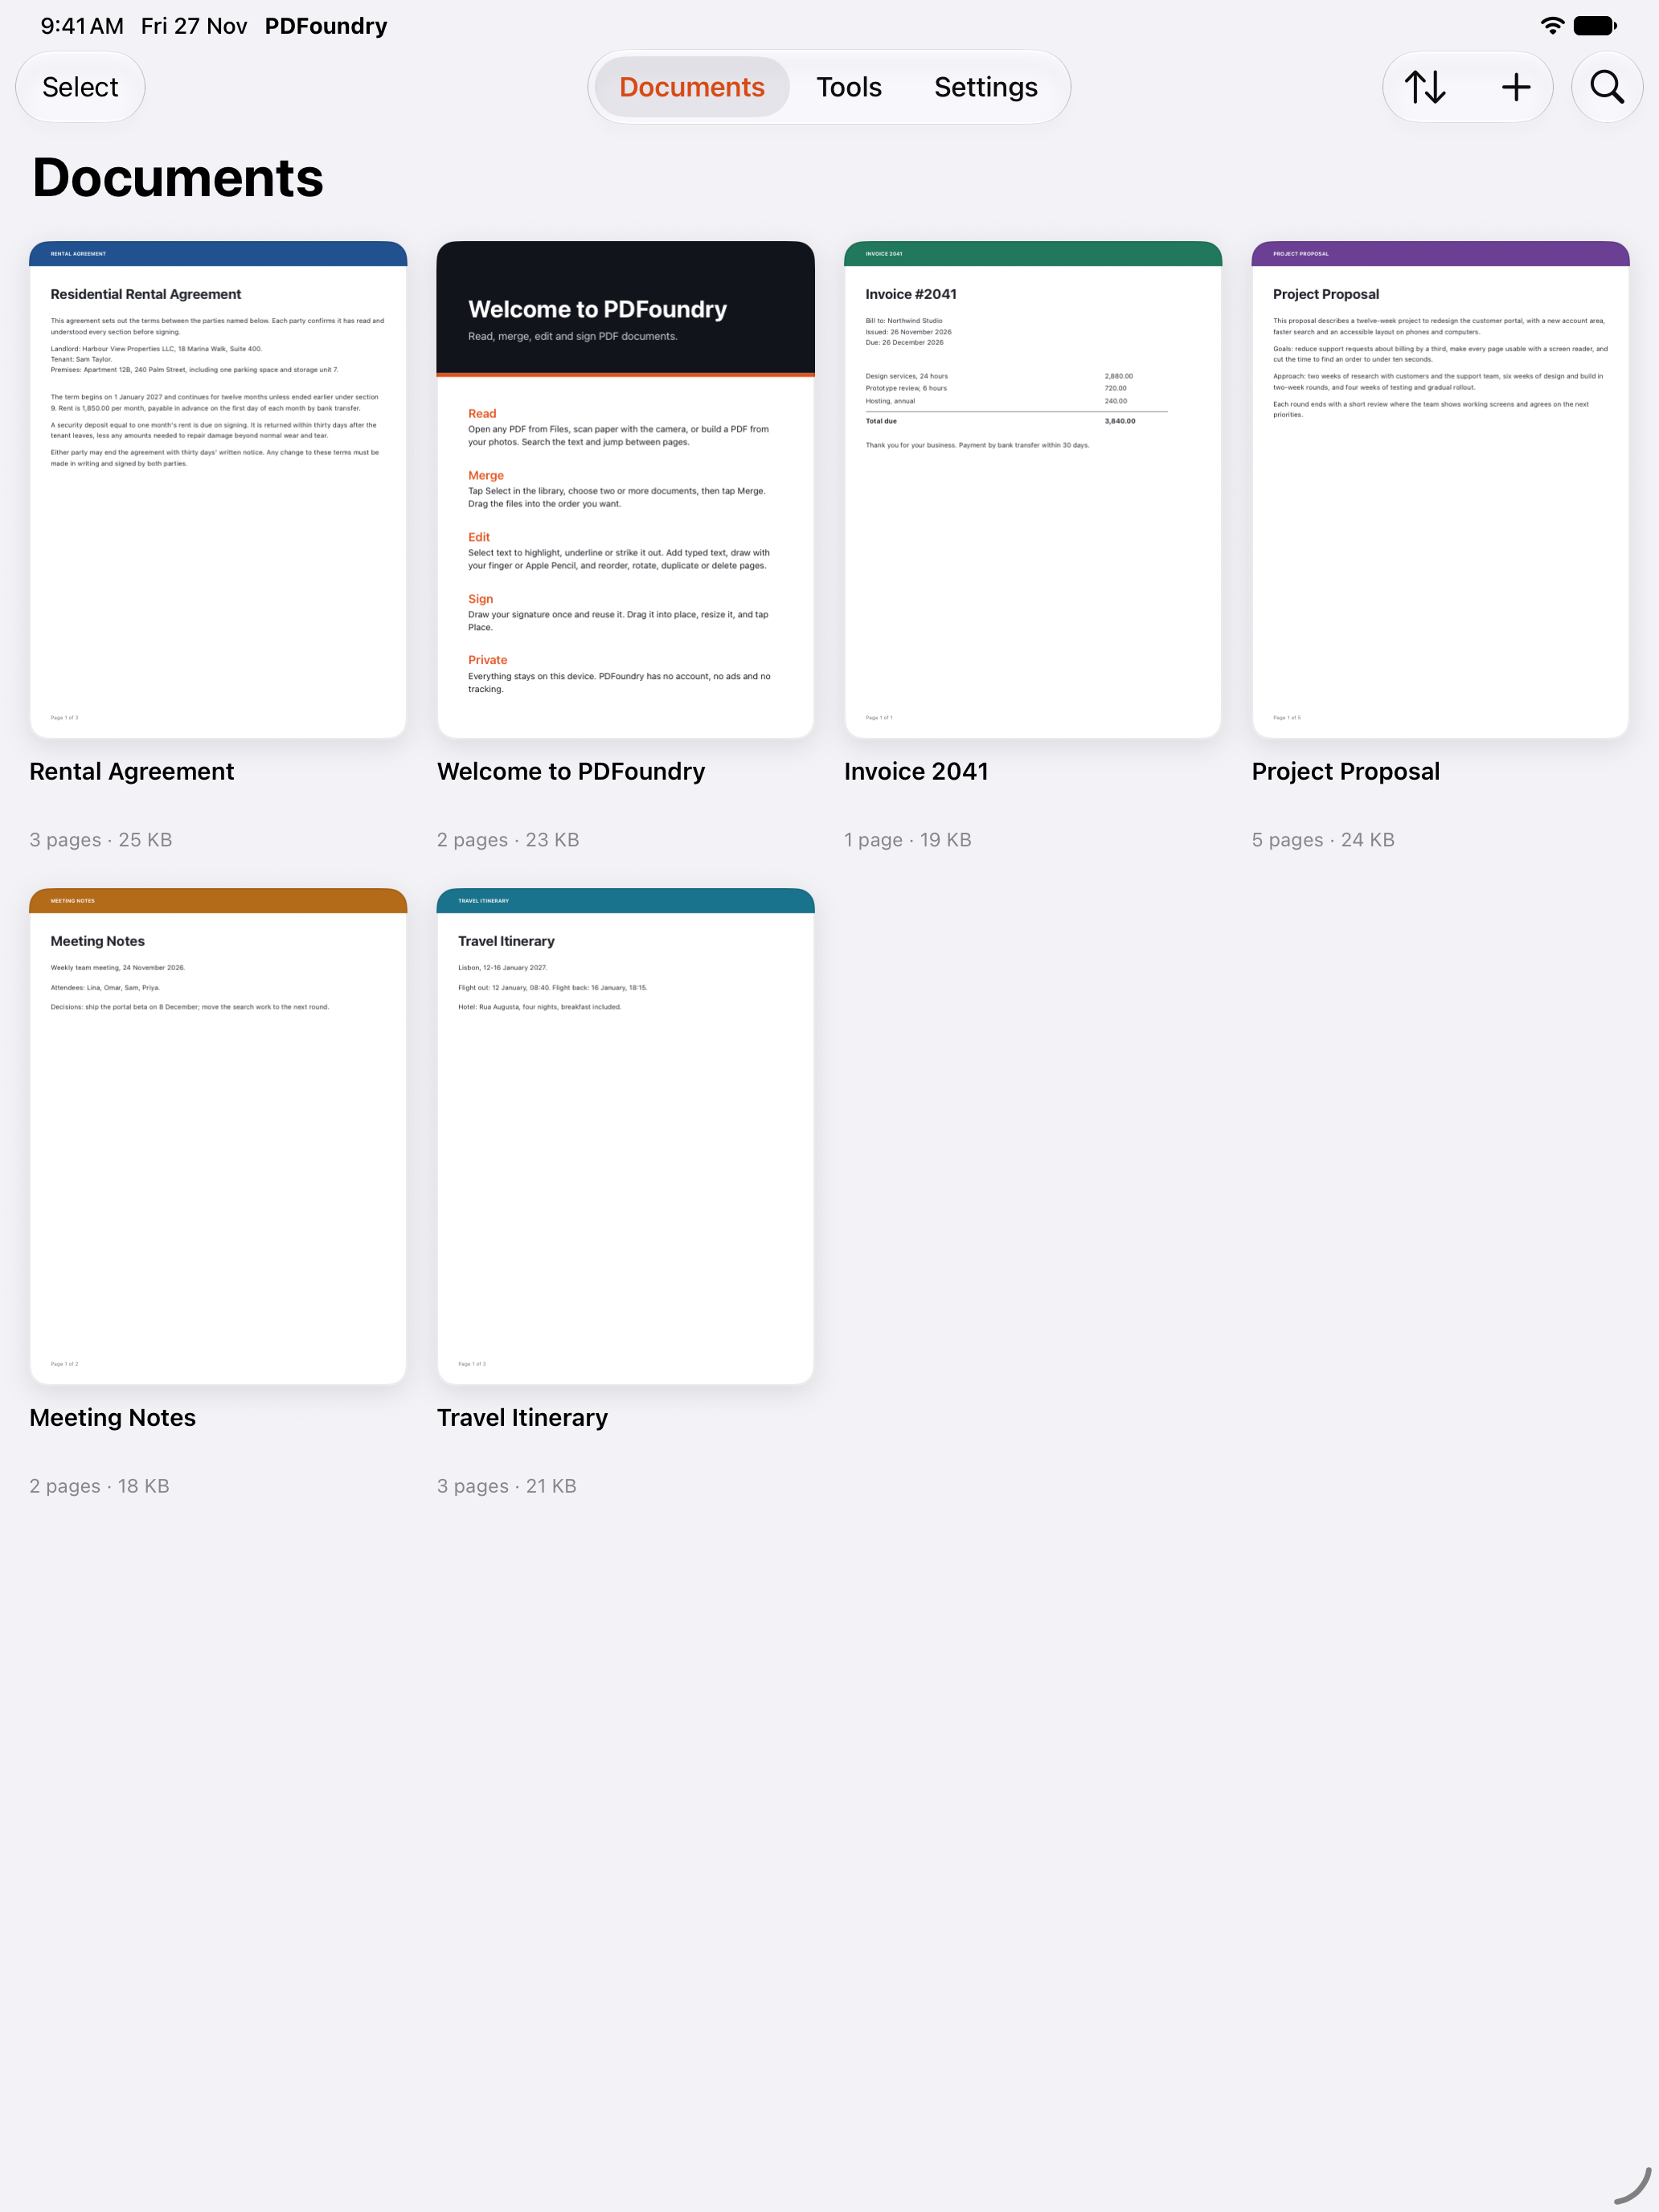 9:41 AM Fri 27 Nov PDFoundry
Select
Documents
Tools
Settings
Documents
RENTAL AGREEMENT
Residential Rental Agreement
This agreement sets out the terms between the parties named below. Each party confirms it has read and
understood every section before signing.
Landlord: Harbour View Properties LLC, 18 Marina Walk, Suite 400.
Tenant: Sam Taylor.
Premises: Apartment 12B, 240 Palm Street, including one parking space and storage unit 7.
The term begins on 1 January 2027 and continues for twelve months unless ended earlier under section
9. Rent is 1,850.00 per month, payable in advance on the first day of each month by bank transfer.
A security deposit equal to one month's rent is due on signing. It is returned within thirty days after the
tenant leaves, less any amounts needed to repair damage beyond normal wear and tear.
Either party may end the agreement with thirty days' written notice. Any change to these terms must be
made in writing and signed by both parties.
Page 1 of 3
Rental Agreement
3 pages · 25 KB
Welcome to PDFoundry
Read, merge, edit and sign PDF documents.
Read
Open any PDF from Files, scan paper with the camera, or build a PDF from
your photos. Search the text and jump between pages.
Merge
Tap Select in the library, choose two or more documents, then tap Merge.
Drag the files into the order you want.
Edit
Select text to highlight, underline or strike it out. Add typed text, draw with
your finger or Apple Pencil, and reorder, rotate, duplicate or delete pages.
Sign
Draw your signature once and reuse it. Drag it into place, resize it, and tap
Place.
Private
Everything stays on this device. PDFoundry has no account, no ads and no
tracking.
Welcome to PDFoundry
2 pages · 23 KB
INVOICE 2041
Invoice #2041
Bill to: Northwind Studio
Issued: 26 November 2026
Due: 26 December 2026
Design services, 24 hours 2,880.00
Prototype review, 6 hours 720.00
Hosting, annual 240.00
Total due 3,840.00
Thank you for your business. Payment by bank transfer within 30 days.
Page 1 of 1
Invoice 2041
1 page · 19 KB
PROJECT PROPOSAL
Project Proposal
This proposal describes a twelve-week project to redesign the customer portal, with a new account area,
faster search and an accessible layout on phones and computers.
Goals: reduce support requests about billing by a third, make every page usable with a screen reader, and
cut the time to find an order to under ten seconds.
Approach: two weeks of research with customers and the support team, six weeks of design and build in
two-week rounds, and four weeks of testing and gradual rollout.
Each round ends with a short review where the team shows working screens and agrees on the next
priorities.
Page 1 of 5
Project Proposal
5 pages · 24 KB
MEETING NOTES
Meeting Notes
Weekly team meeting, 24 November 2026.
Attendees: Lina, Omar, Sam, Priya.
Decisions: ship the portal beta on 8 December; move the search work to the next round.
Page 1 of 2
Meeting Notes
2 pages · 18 KB
TRAVEL ITINERARY
Travel Itinerary
Lisbon, 12-16 January 2027.
Flight out: 12 January, 08:40. Flight back: 16 January, 18:15.
Hotel: Rua Augusta, four nights, breakfast included.
Page 1 of 3
Travel Itinerary
3 pages · 21 KB